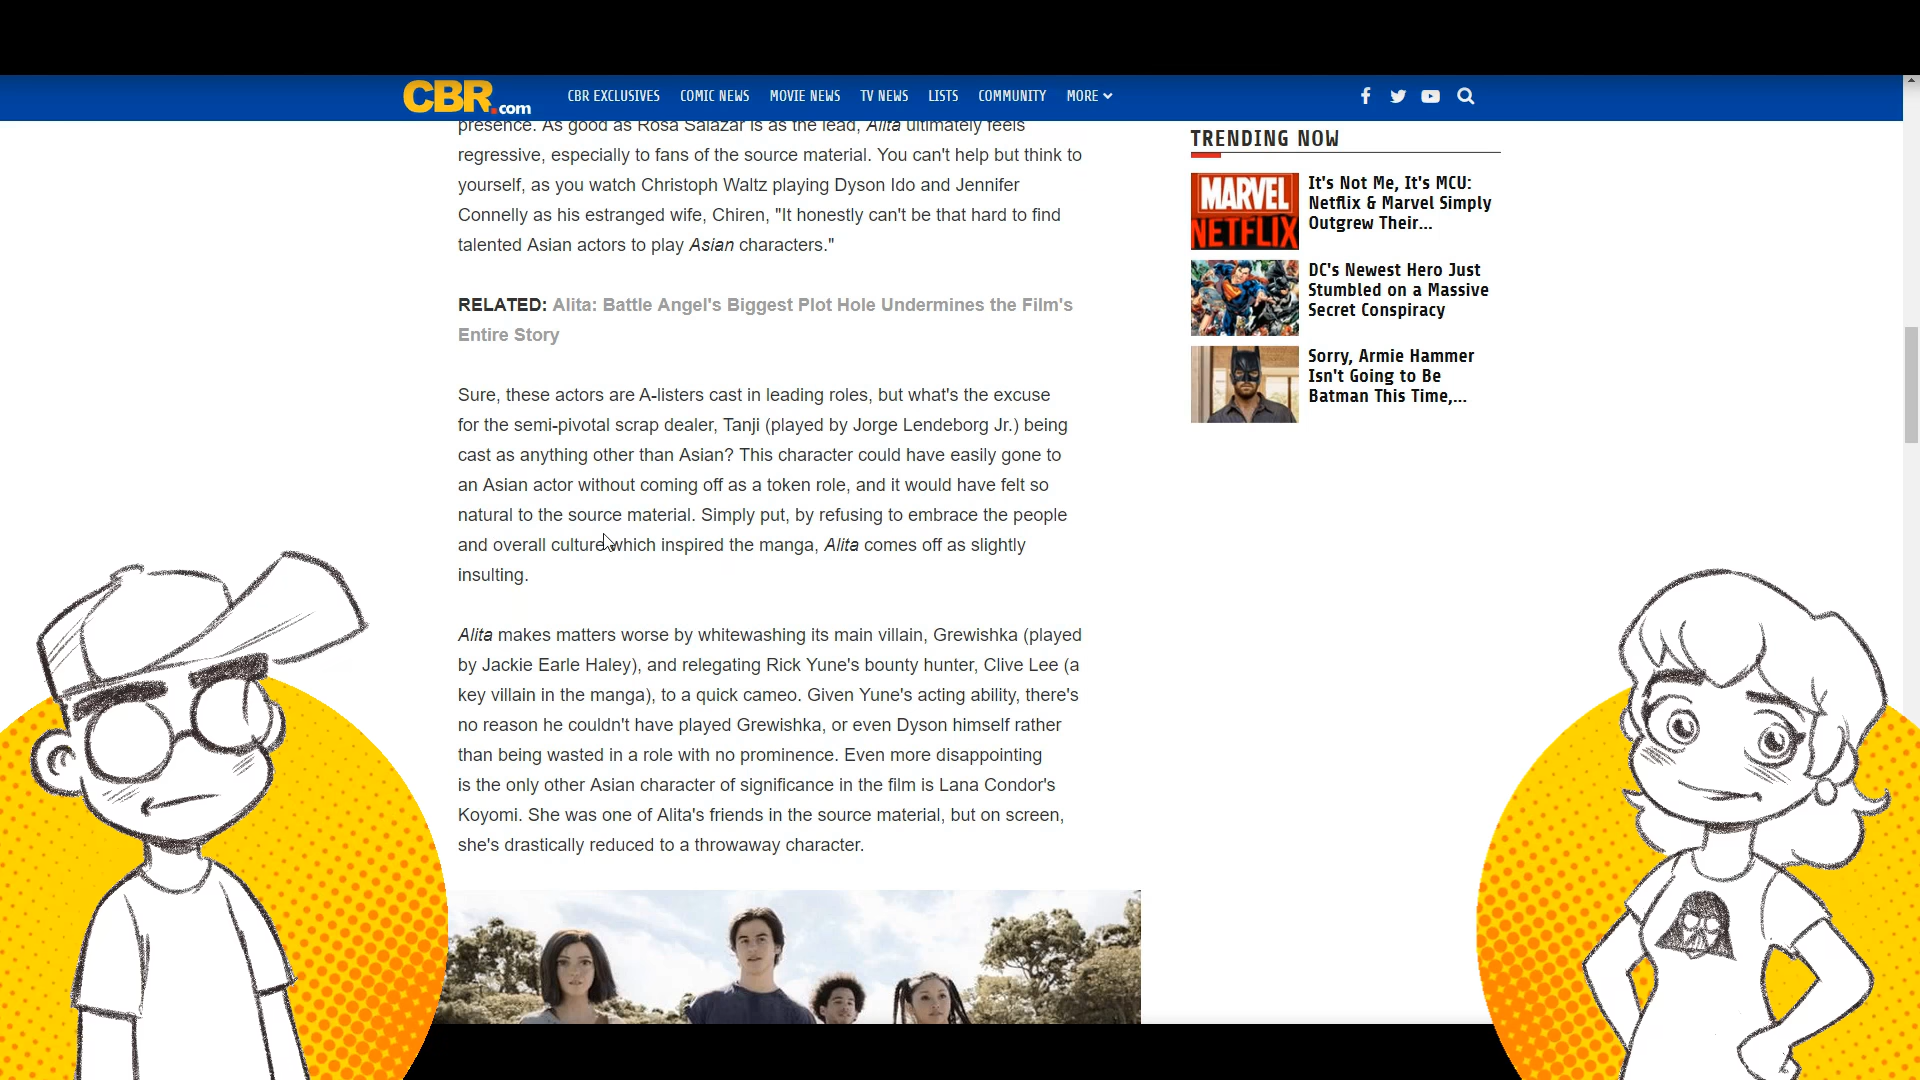 CBR.com
CBR EXCLUSIVES COMIC NEWS MOVIE NEWS TV NEWS LISTS COMMUNITY MORE
presence. As good as Rosa Salazar is as the lead, Alita ultimately feels
regressive, especially to fans of the source material. You can't help but think to
yourself, as you watch Christoph Waltz playing Dyson Ido and Jennifer
Connelly as his estranged wife, Chiren, "It honestly can't be that hard to find
talented Asian actors to play Asian characters."
RELATED: Alita: Battle Angel's Biggest Plot Hole Undermines the Film's
Entire Story
Sure, these actors are A-listers cast in leading roles, but what's the excuse
for the semi-pivotal scrap dealer, Tanji (played by Jorge Lendeborg Jr.) being
cast as anything other than Asian? This character could have easily gone to
an Asian actor without coming off as a token role, and it would have felt so
natural to the source material. Simply put, by refusing to embrace the people
and overall culture which inspired the manga, Alita comes off as slightly
insulting.
Alita makes matters worse by whitewashing its main villain, Grewishka (played
by Jackie Earle Haley), and relegating Rick Yune's bounty hunter, Clive Lee (a
key villain in the manga), to a quick cameo. Given Yune's acting ability, there's
no reason he couldn't have played Grewishka, or even Dyson himself rather
than being wasted in a role with no prominence. Even more disappointing
is the only other Asian character of significance in the film is Lana Condor's
Koyomi. She was one of Alita's friends in the source material, but on screen,
she's drastically reduced to a throwaway character.
TRENDING NOW
MARVEL
NETFLIX
It's Not Me, It's MCU:
Netflix & Marvel Simply
Outgrew Their...
DC's Newest Hero Just
Stumbled on a Massive
Secret Conspiracy
Sorry, Armie Hammer
Isn't Going to Be
Batman This Time,...